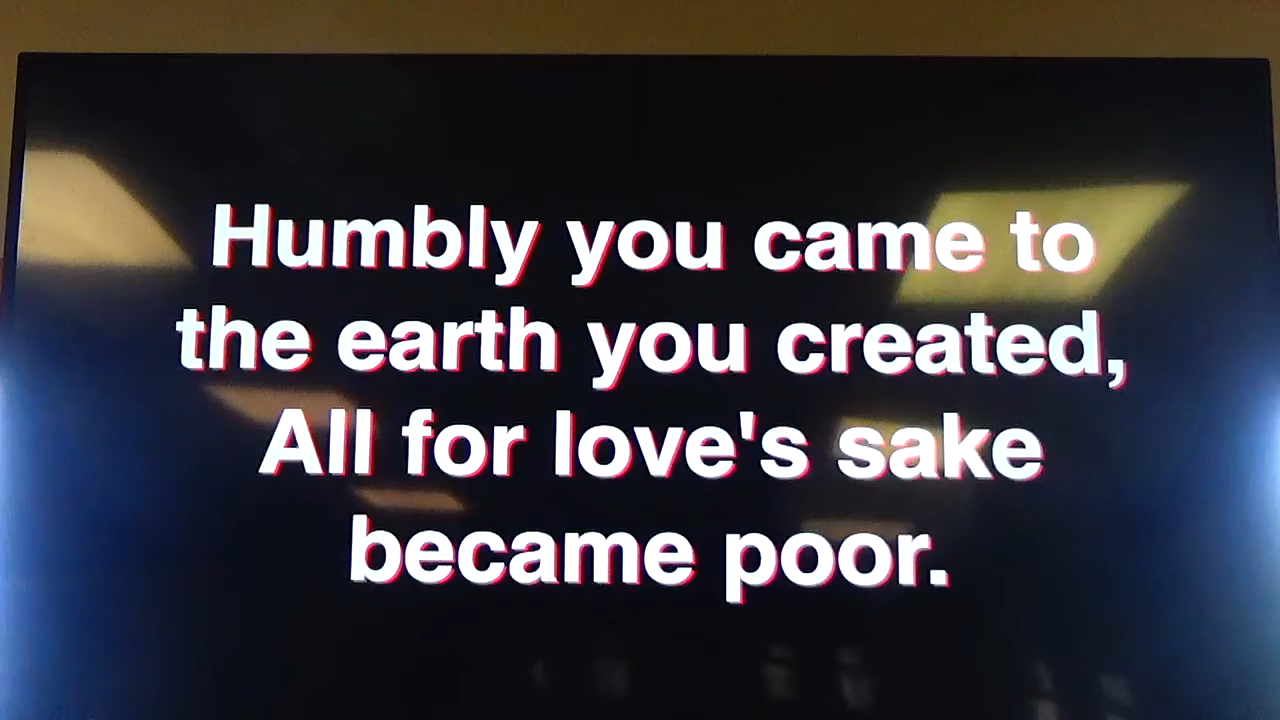 Humbly you came to
the earth you created,
All for love's sake
became poor.